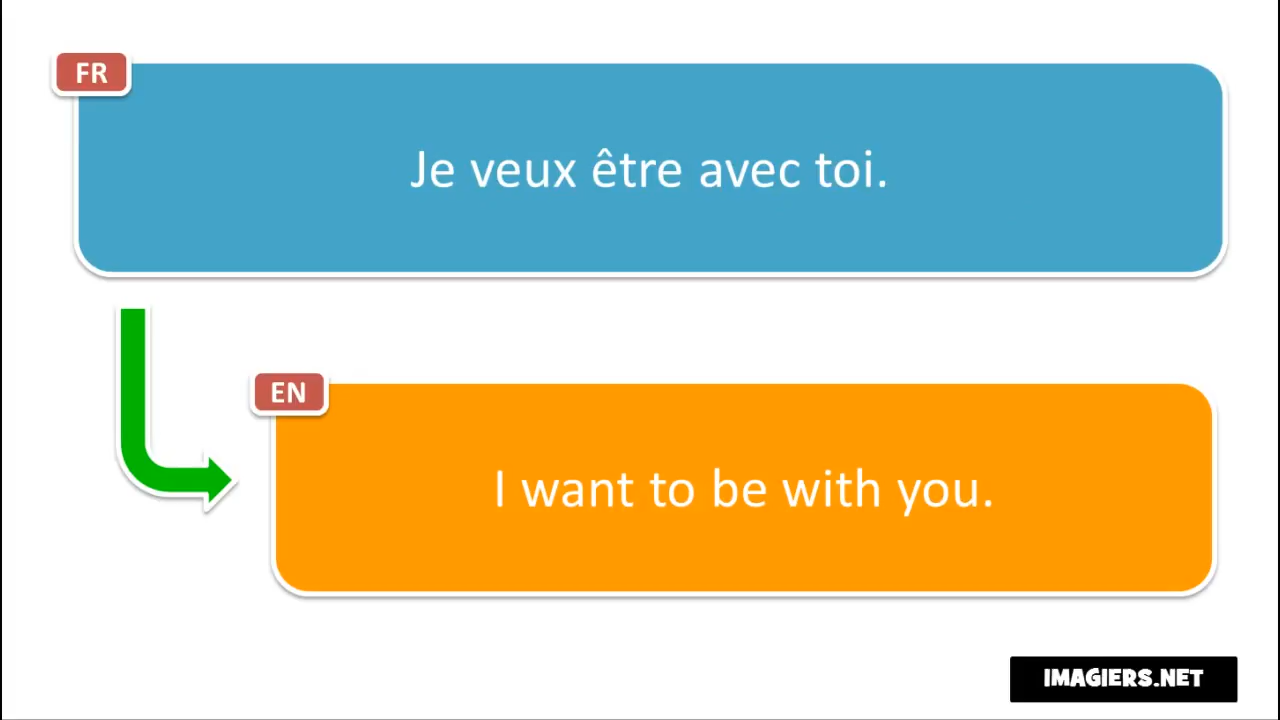 FR
Je veux être avec toi.
EN
I want to be with you.
IMAGIERS.NET